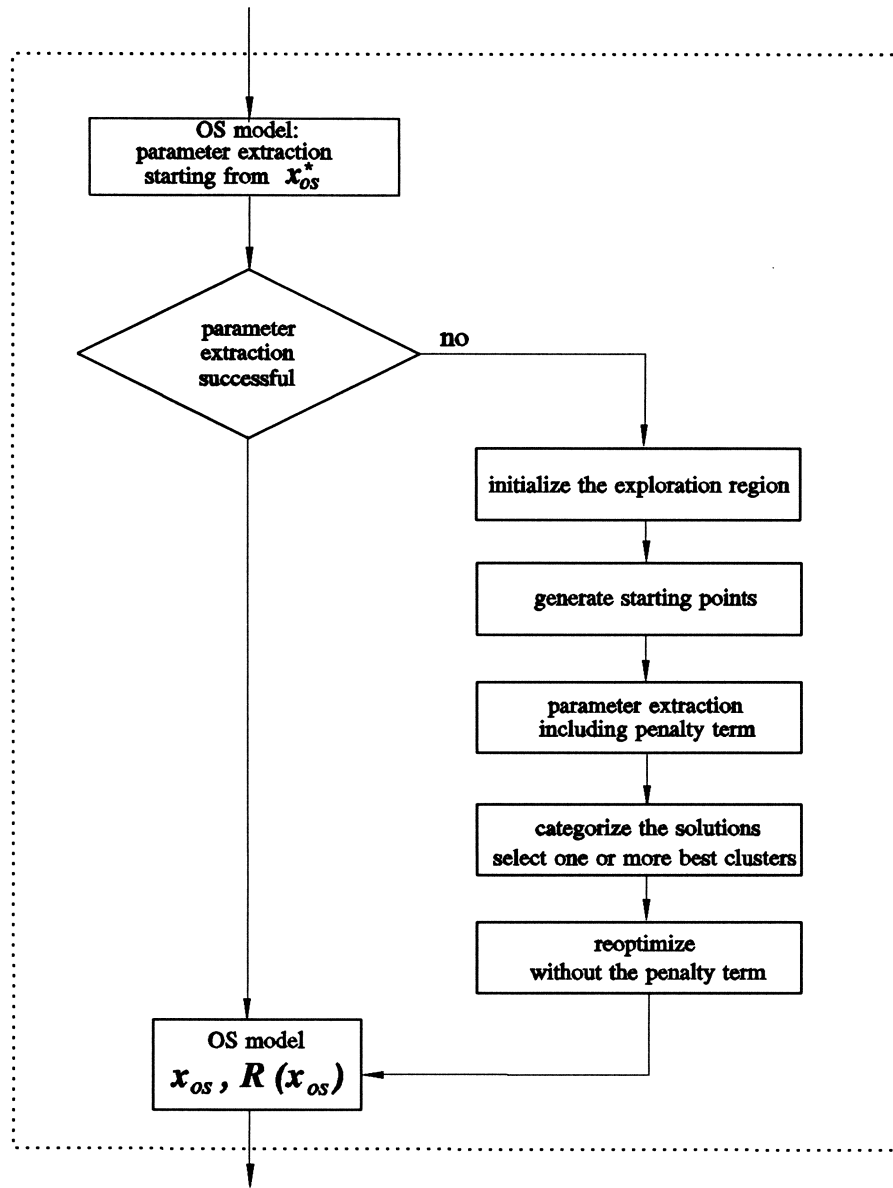 OS model:
parameter extraction
starting from x*os
parameter
extraction
successful
no
initialize the exploration region
generate starting points
parameter extraction
including penalty term
categorize the solutions
select one or more best clusters
reoptimize
without the penalty term
OS model
xos , R (xos)